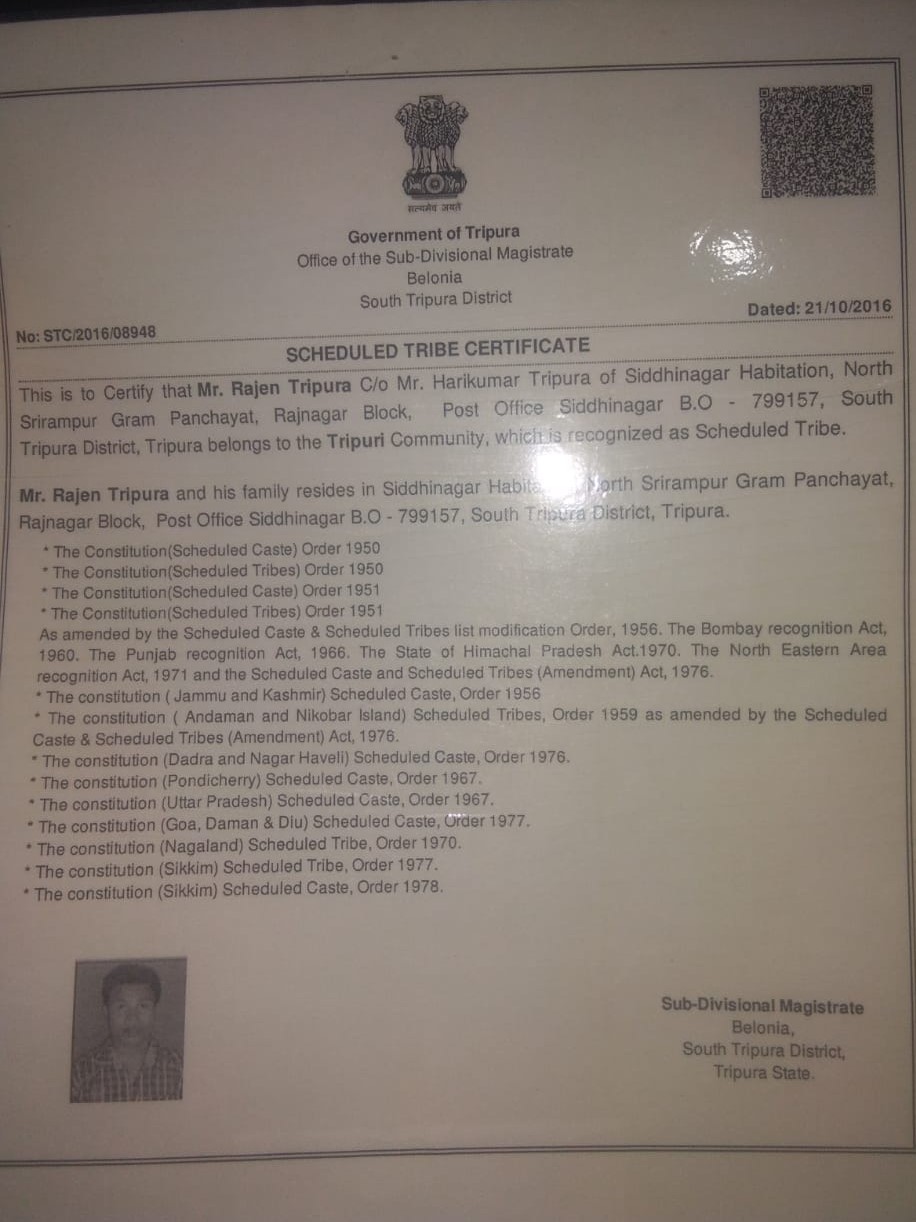 सत्यमेव जयते
Government of Tripura
Office of the Sub-Divisional Magistrate
Belonia
South Tripura District
No: STC/2016/08948
Dated: 21/10/2016
SCHEDULED TRIBE CERTIFICATE
This is to Certify that Mr. Rajen Tripura C/o Mr. Harikumar Tripura of Siddhinagar Habitation, North
Srirampur Gram Panchayat, Rajnagar Block, Post Office Siddhinagar B.O - 799157, South
Tripura District, Tripura belongs to the Tripuri Community, which is recognized as Scheduled Tribe.
Mr. Rajen Tripura and his family resides in Siddhinagar North Srirampur Gram Panchayat,
Rajnagar Block, Post Office Siddhinagar B.O - 799157, South Tripura District, Tripura.
* The Constitution(Scheduled Caste) Order 1950
* The Constitution(Scheduled Tribes) Order 1950
* The Constitution(Scheduled Caste) Order 1951
* The Constitution(Scheduled Tribes) Order 1951
As amended by the Scheduled Caste & Scheduled Tribes list modification Order, 1956. The Bombay recognition Act,
1960. The Punjab recognition Act, 1966. The State of Himachal Pradesh Act.1970. The North Eastern Area
recognition Act, 1971 and the Scheduled Caste and Scheduled Tribes (Amendment) Act, 1976.
* The constitution ( Jammu and Kashmir) Scheduled Caste, Order 1956
* The constitution ( Andaman and Nikobar Island) Scheduled Tribes, Order 1959 as amended by the Scheduled
Caste & Scheduled Tribes (Amendment) Act, 1976.
* The constitution (Dadra and Nagar Haveli) Scheduled Caste, Order 1976.
* The constitution (Pondicherry) Scheduled Caste, Order 1967.
* The constitution (Uttar Pradesh) Scheduled Caste, Order 1967.
* The constitution (Goa, Daman & Diu) Scheduled Caste, Order 1977.
* The constitution (Nagaland) Scheduled Tribe, Order 1970.
* The constitution (Sikkim) Scheduled Tribe, Order 1977.
* The constitution (Sikkim) Scheduled Caste, Order 1978.
Sub-Divisional Magistrate
Belonia,
South Tripura District,
Tripura State.